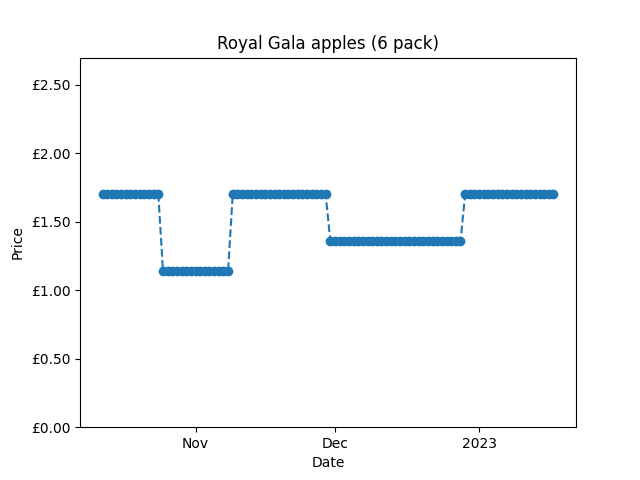 Royal Gala apples (6 pack)
£2.50
£2.00
£1.50
£1.00
£0.50
£0.00
Price
Nov Dec 2023
Date